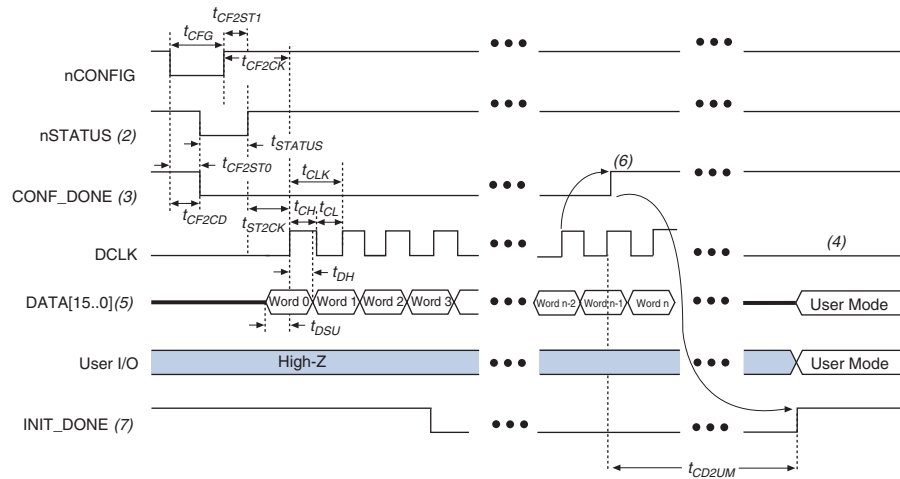 tCF2ST1
tCFG
tCF2CK
nCONFIG
nSTATUS (2)
tSTATUS
tCF2ST0
tCLK
(6)
CONF_DONE (3)
tCF2CD
tST2CK
tCH
tCL
DCLK
(4)
tDH
DATA[15..0] (5)
Word 0
Word 1
Word 2
Word 3
Word n-2
Word n-1
Word n
User Mode
tDSU
User I/O
High-Z
User Mode
INIT_DONE (7)
tCD2UM